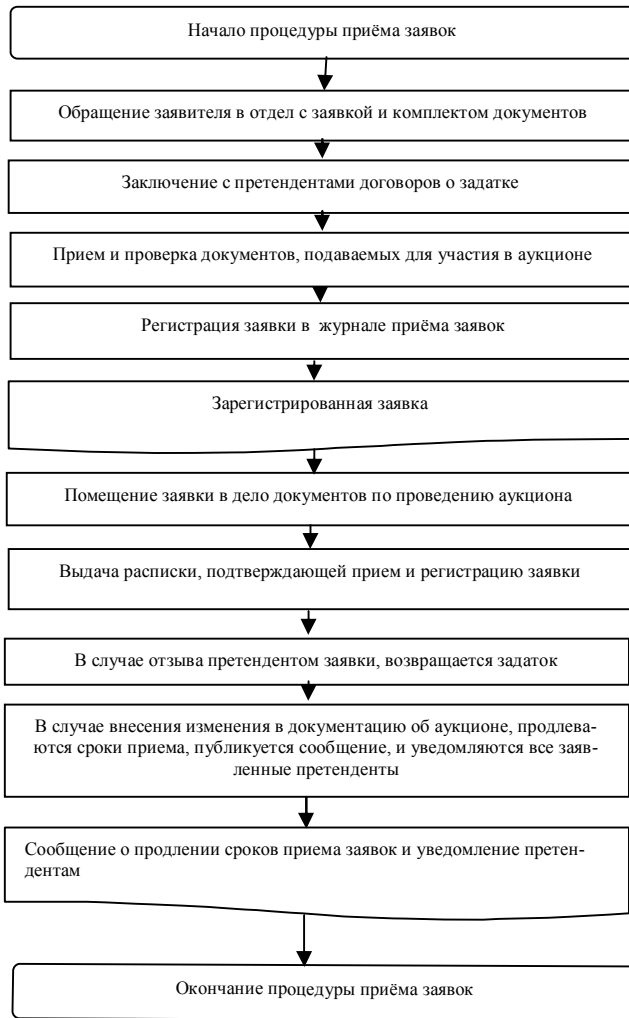 Начало процедуры приёма заявок
Обращение заявителя в отдел с заявкой и комплектом документов
Заключение с претендентами договоров о задатке
Прием и проверка документов, подаваемых для участия в аукционе
Регистрация заявки в журнале приёма заявок
Зарегистрированная заявка
Помещение заявки в дело документов по проведению аукциона
Выдача расписки, подтверждающей прием и регистрацию заявки
В случае отзыва претендентом заявки, возвращается задаток
В случае внесения изменения в документацию об аукционе, продлева-
ются сроки приема, публикуется сообщение, и уведомляются все заяв-
ленные претенденты
Сообщение о продлении сроков приема заявок и уведомление претен-
дентам
Окончание процедуры приёма заявок